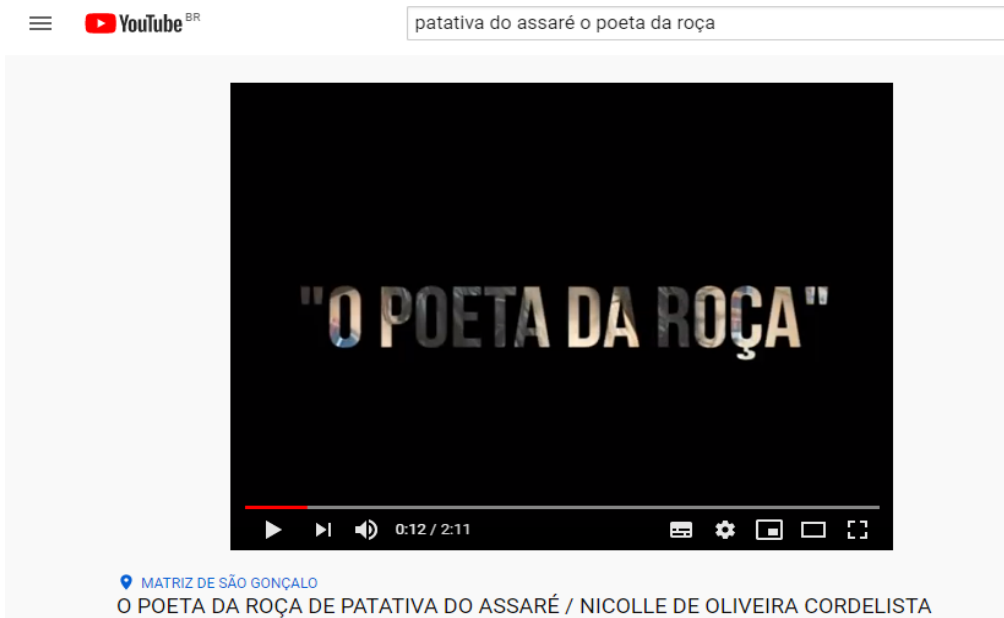 YouTube BR
patativa do assaré o poeta da roça
"O POETA DA ROÇA"
0:12 / 2:11
MATRIZ DE SÃO GONÇALO
O POETA DA ROÇA DE PATATIVA DO ASSARÉ / NICOLLE DE OLIVEIRA CORDELISTA